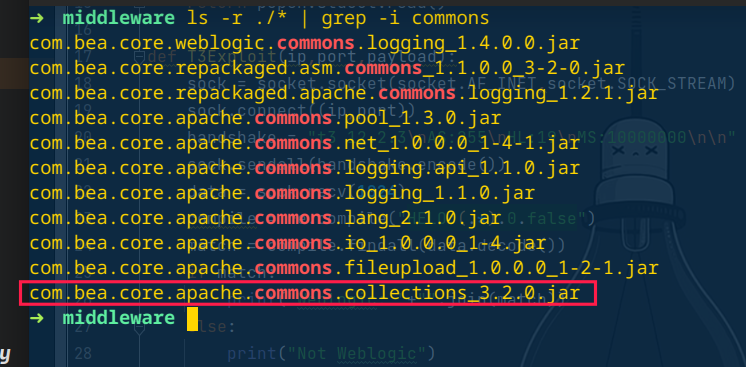 → middleware ls -r ./* | grep -i commons
com.bea.core.weblogic.commons.logging_1.4.0.0.jar
com.bea.core.repackaged.asm.commons_1.1.0.0_3-2-0.jar
com.bea.core.repackaged.apache.commons.logging_1.2.1.jar
com.bea.core.apache.commons.pool_1.3.0.jar
com.bea.core.apache.commons.net_1.0.0.0_1-4-1.jar
com.bea.core.apache.commons.logging.api_1.1.0.jar
com.bea.core.apache.commons.logging_1.1.0.jar
com.bea.core.apache.commons.lang_2.1.0.jar
com.bea.core.apache.commons.io_1.0.0.0_1-4.jar
com.bea.core.apache.commons.fileupload_1.0.0.0_1-2-1.jar
com.bea.core.apache.commons.collections_3.2.0.jar
→ middleware
27 else:
y
28 print("Not Weblogic")